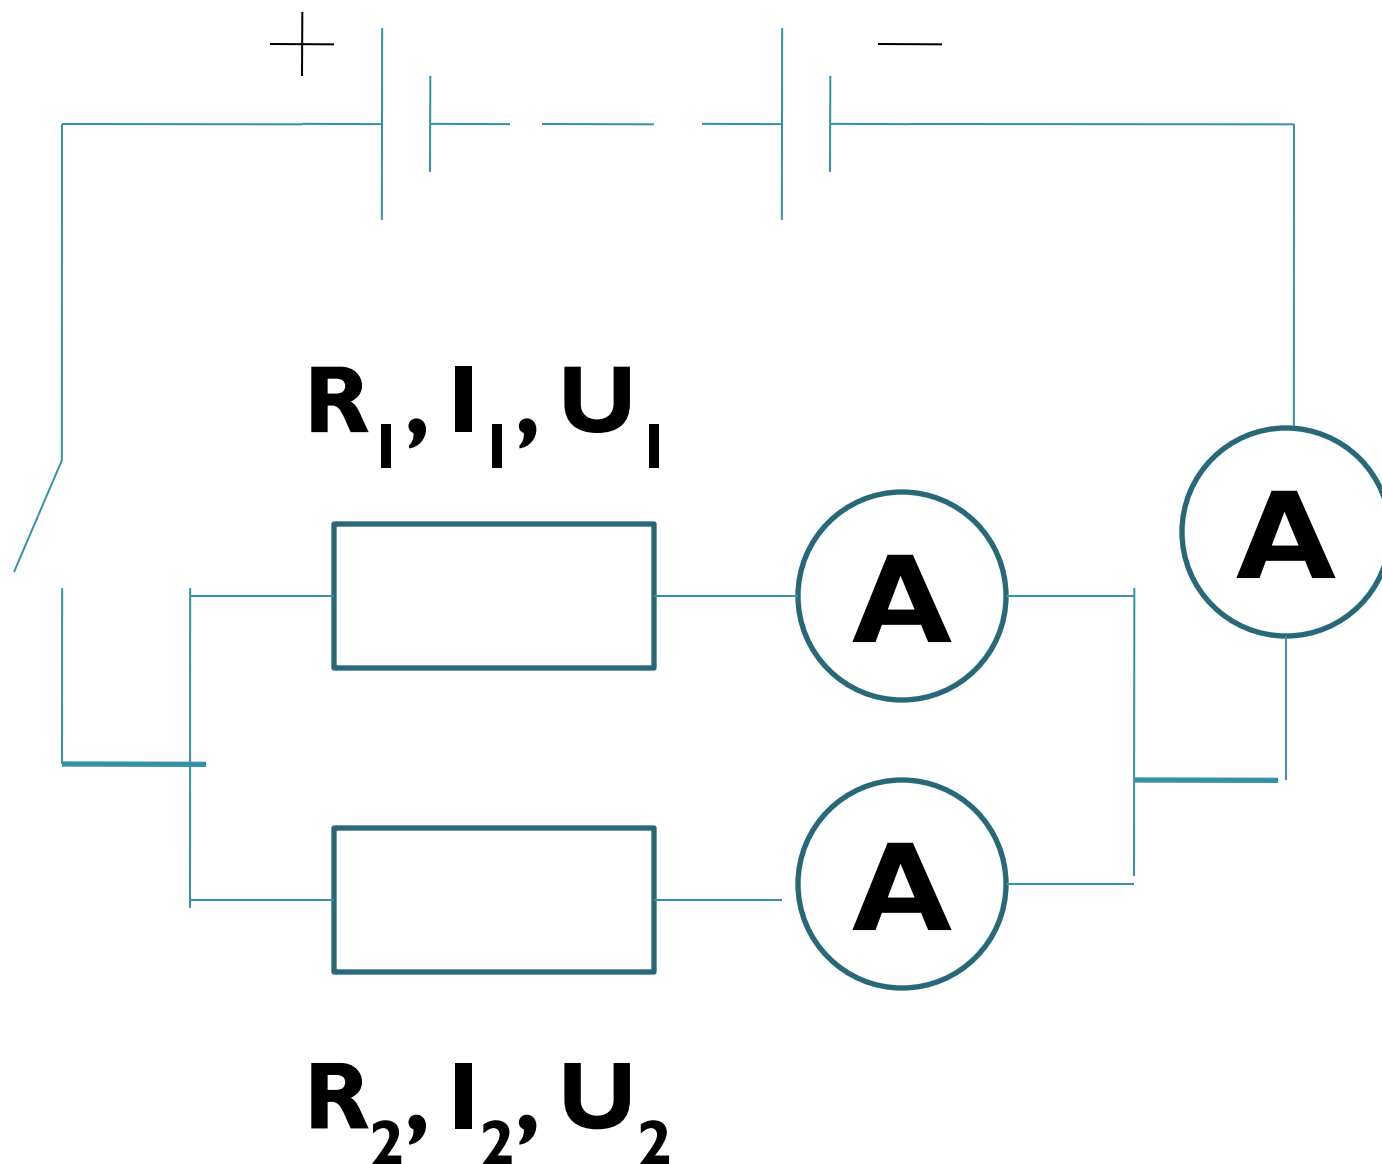 + –
R₁, I₁, U₁
A
A
A
R₂, I₂, U₂